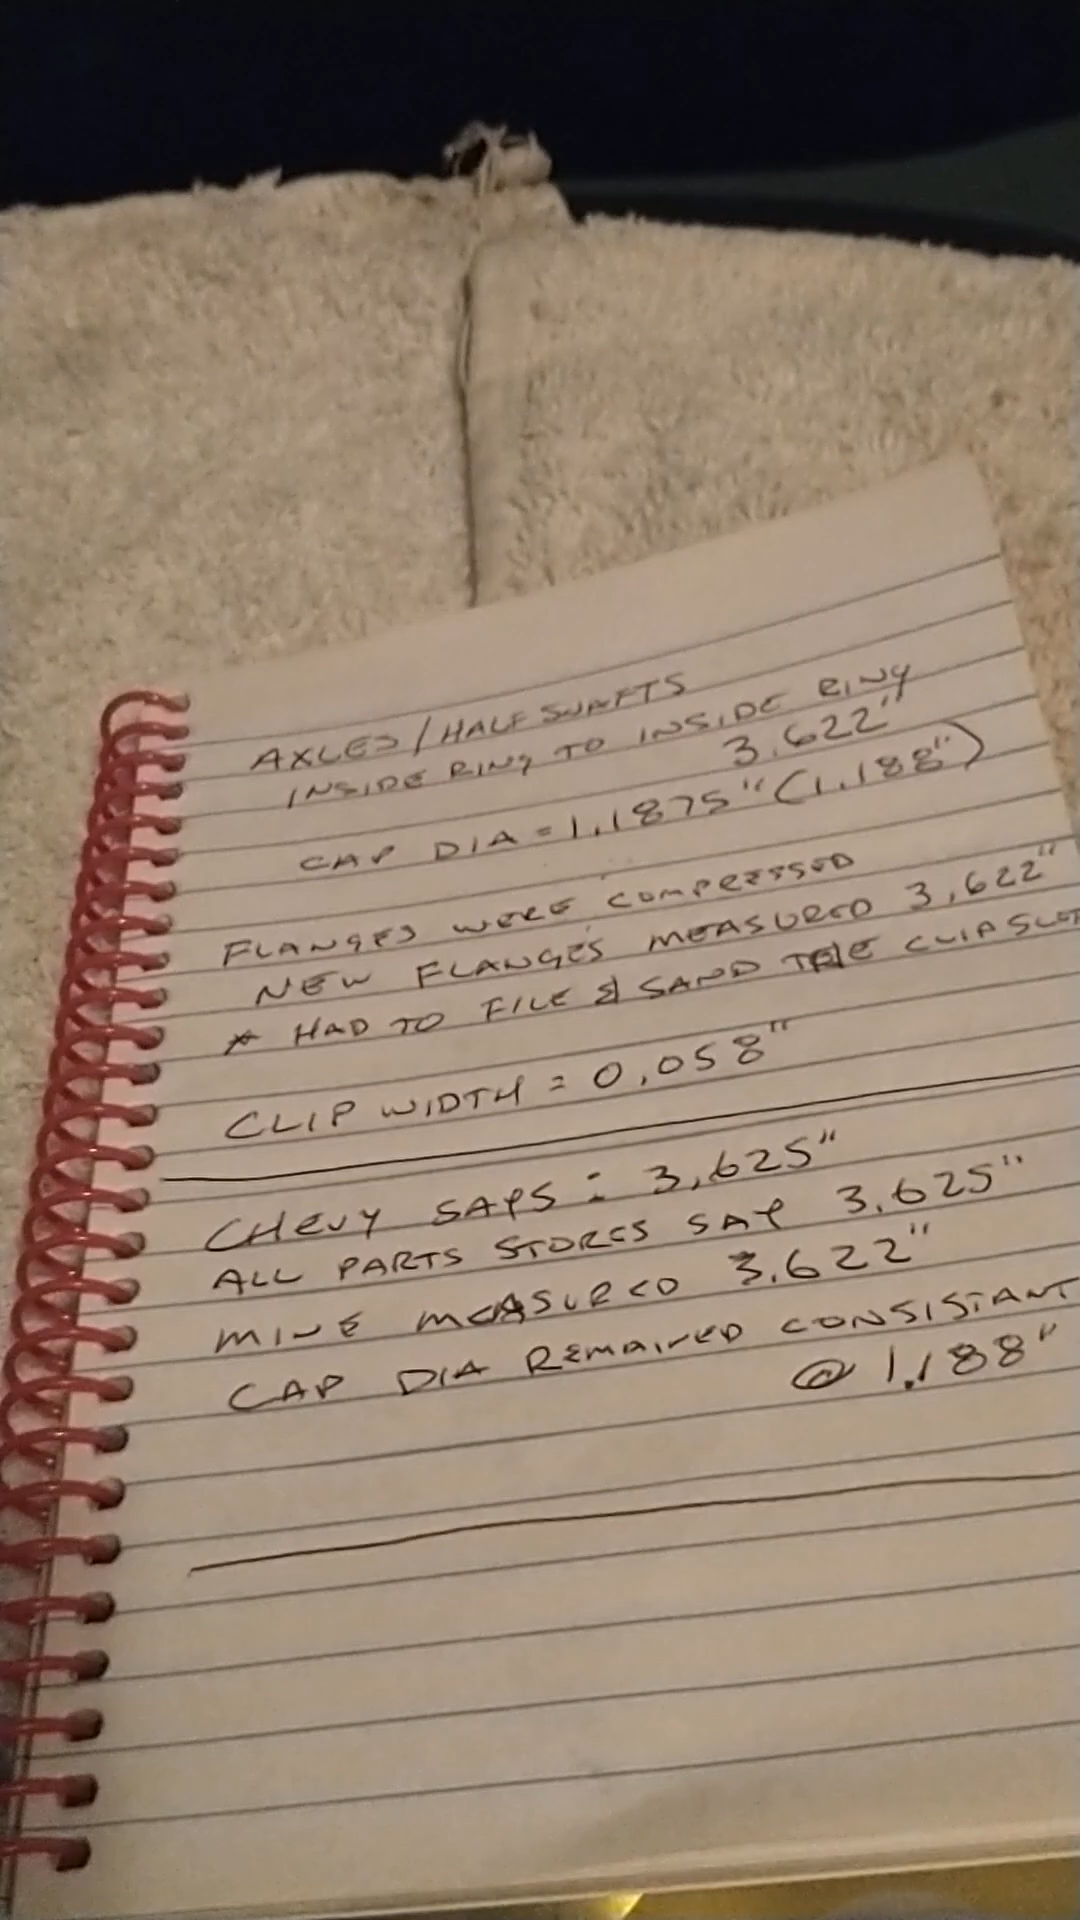 AXLES/HALFSHAFTS
INSIDE RING TO INSIDE RING
3.622"
CAP DIA = 1.1875" (1.188")
FLANGES WERE COMPRESSED
NEW FLANGES MEASURED 3.622"
* HAD TO FILE & SAND THE CLIP SLOT
CLIP WIDTH = 0.058"
CHEVY SAYS: 3.625"
ALL PARTS STORES SAY 3.625"
MINE MEASURED 3.622"
CAP DIA REMAINED CONSISTANT
@ 1.188"